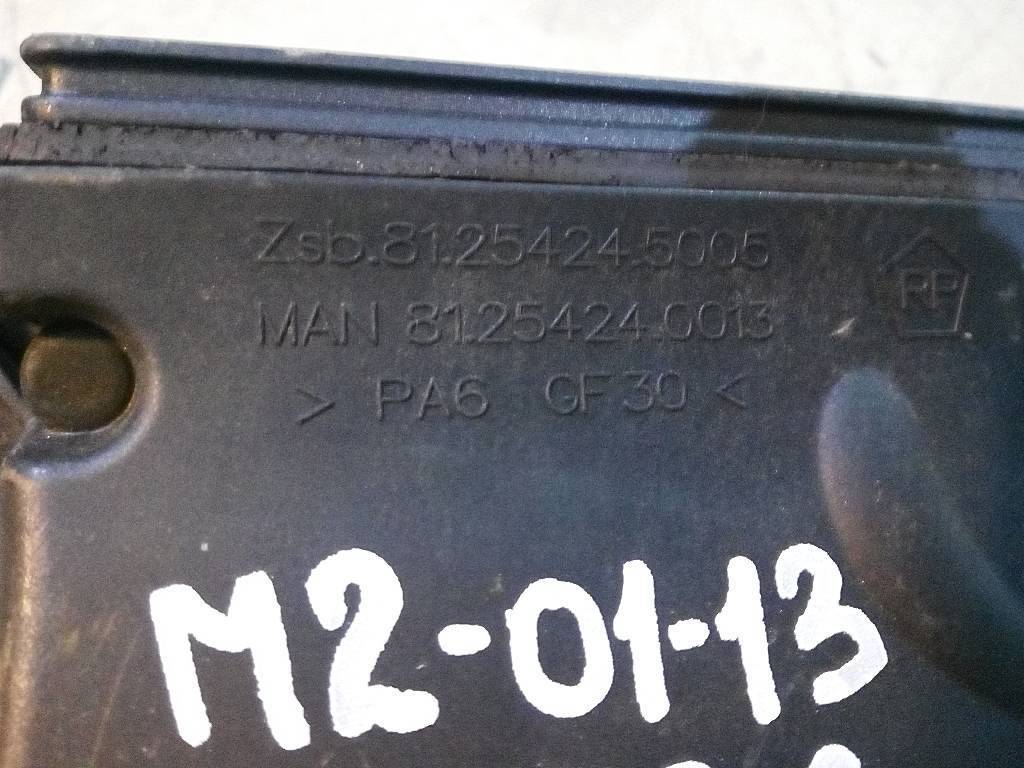 Zsb.81.25424.5005
RP
MAN 81.25424.0013
> PA6 GF30 <
M2-01-13